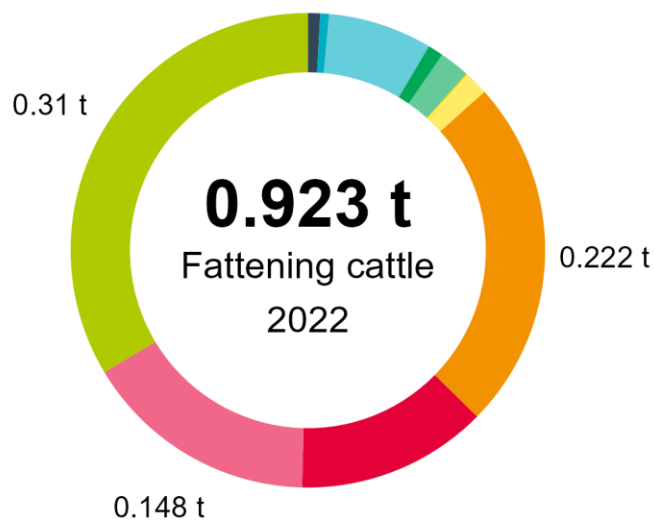 0.31 t
0.923 t
Fattening cattle
2022
0.222 t
0.148 t